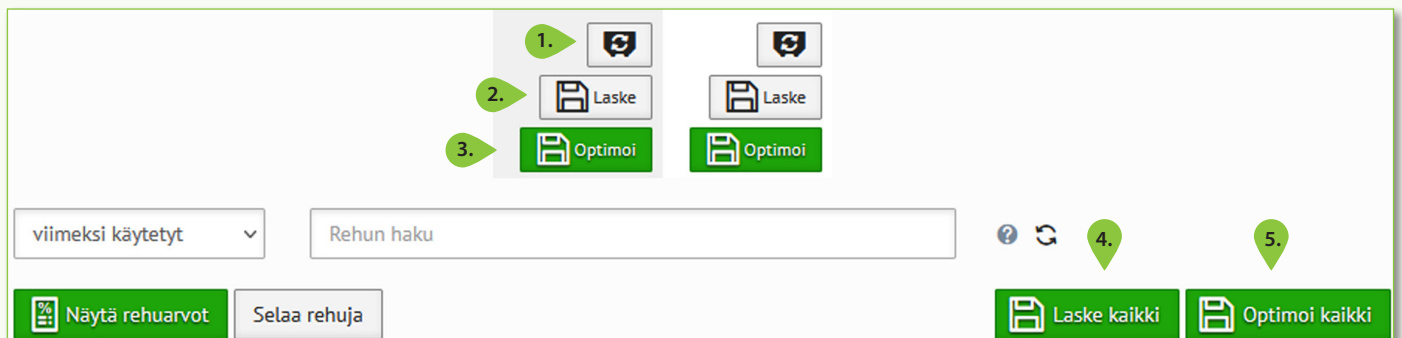 1.
2. Laske Laske
3. Optimoi Optimoi
viimeksi käytetyt Rehun haku 4. 5.
Näytä rehuarvot Selaa rehuja Laske kaikki Optimoi kaikki